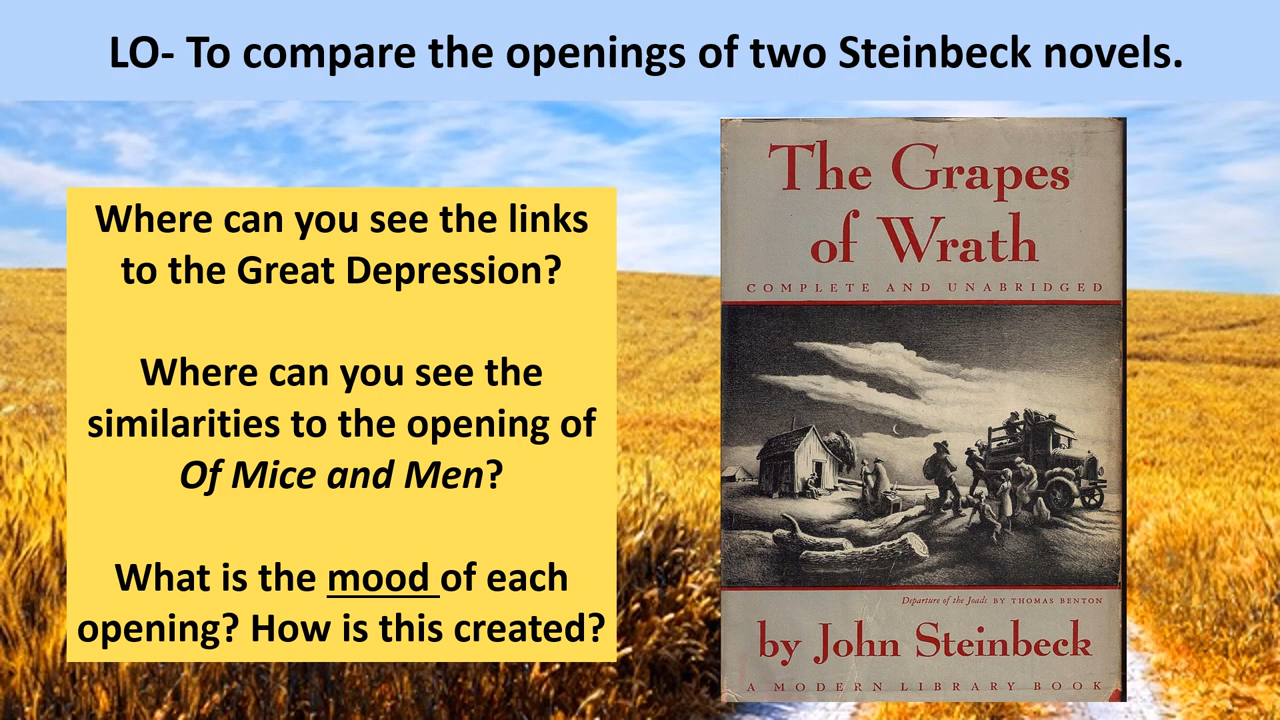 LO- To compare the openings of two Steinbeck novels.
Where can you see the links
to the Great Depression?
Where can you see the
similarities to the opening of
Of Mice and Men?
What is the mood of each
opening? How is this created?
The Grapes
of Wrath
COMPLETE AND UNABRIDGED
Departure of the Joads BY THOMAS BENTON
by John Steinbeck
A MODERN LIBRARY BOOK